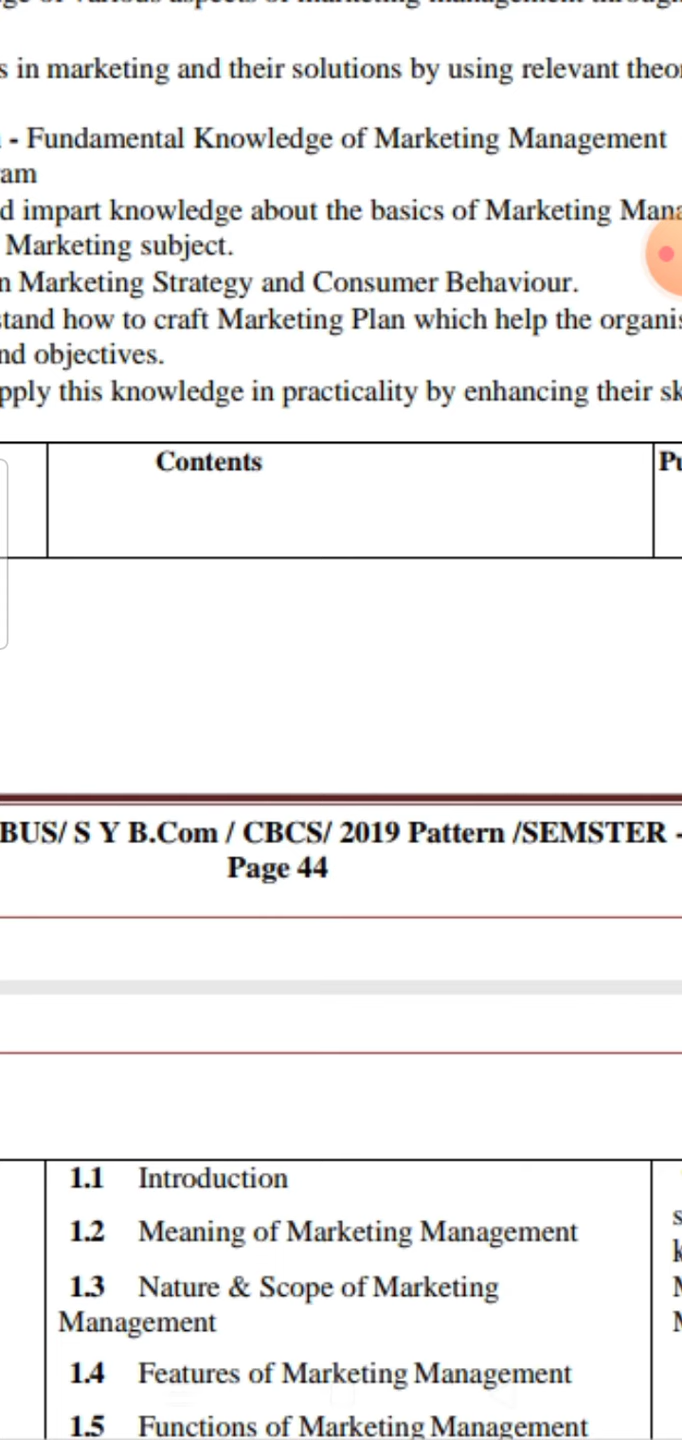 s in marketing and their solutions by using relevant theo
- Fundamental Knowledge of Marketing Management
am
d impart knowledge about the basics of Marketing Mana
Marketing subject.
n Marketing Strategy and Consumer Behaviour.
stand how to craft Marketing Plan which help the organis
nd objectives.
pply this knowledge in practicality by enhancing their sk
Contents Pu
BUS/ S Y B.Com / CBCS/ 2019 Pattern /SEMSTER -
Page 44
1.1 Introduction
1.2 Meaning of Marketing Management
1.3 Nature & Scope of Marketing
Management
1.4 Features of Marketing Management
1.5 Functions of Marketing Management